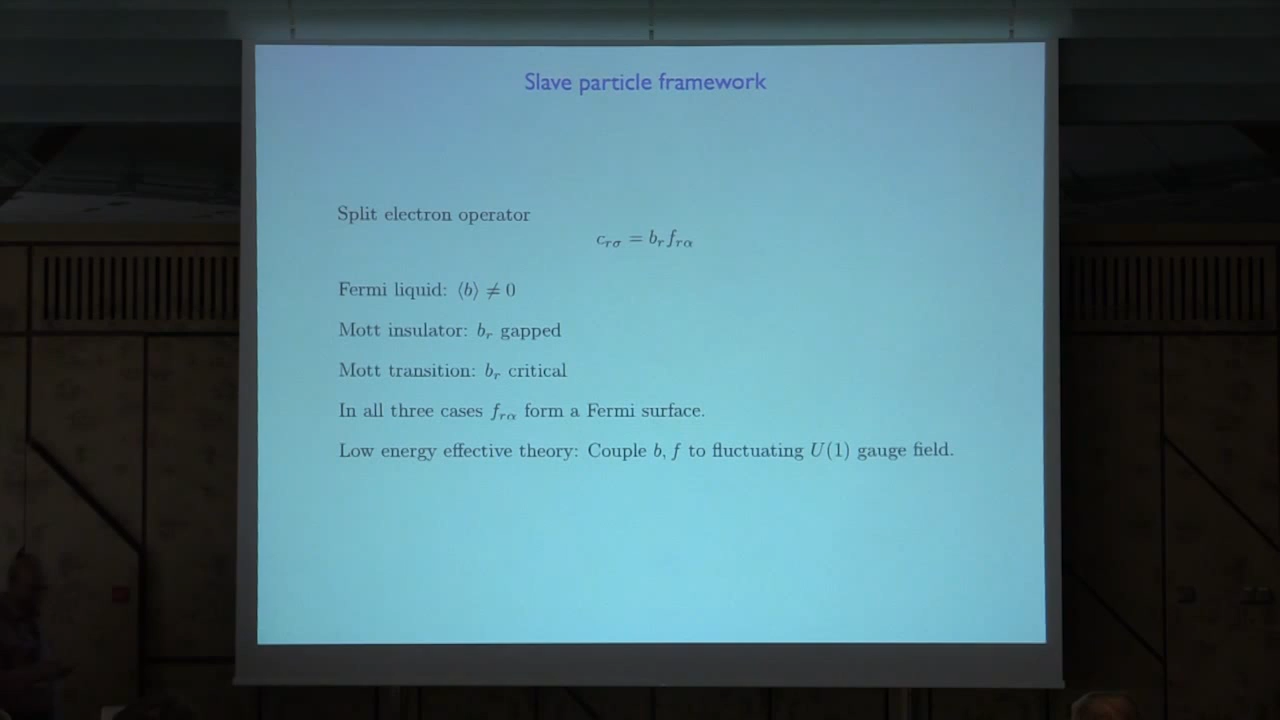 Slave particle framework
Split electron operator
c_{rσ} = b_r f_{rα}
Fermi liquid: ⟨b⟩ ≠ 0
Mott insulator: b_r gapped
Mott transition: b_r critical
In all three cases f_{rα} form a Fermi surface.
Low energy effective theory: Couple b, f to fluctuating U(1) gauge field.